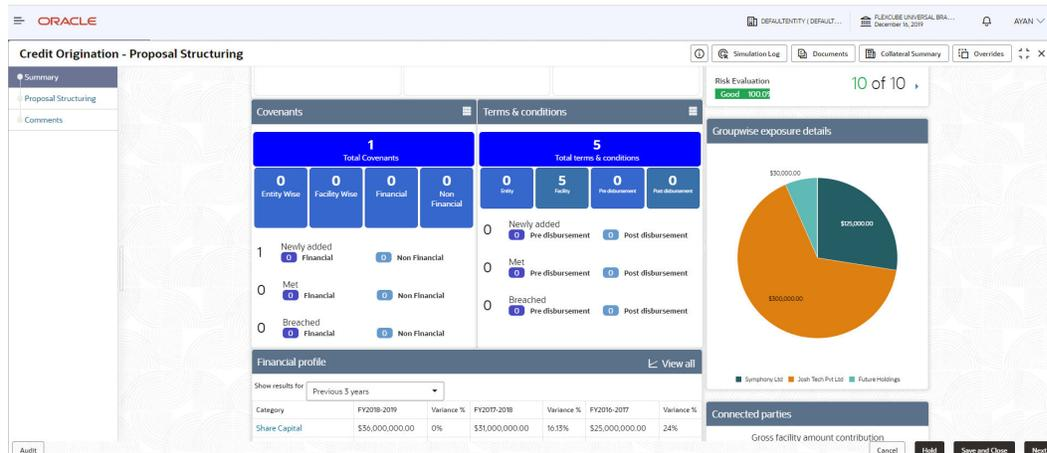 ORACLE
DEFAULTENTITY ( DEFAULT...
FLEXCUBE UNIVERSAL BRA...
December 16, 2019
AYAN
Credit Origination - Proposal Structuring
Simulation Log
Documents
Collateral Summary
Overrides
Summary
Proposal Structuring
Comments
Covenants
1
Total Covenants
0 0 0 0
Entity Wise Facility Wise Financial Non Financial
1 Newly added
0 Financial 0 Non Financial
0 Met
0 Financial 0 Non Financial
0 Breached
0 Financial 0 Non Financial
Terms & conditions
5
Total terms & conditions
0 5 0 0
Entity Facility Pre disbursement Post disbursement
0 Newly added
0 Pre disbursement 0 Post disbursement
0 Met
0 Pre disbursement 0 Post disbursement
0 Breached
0 Pre disbursement 0 Post disbursement
Risk Evaluation
Good 100.0%
10 of 10
Groupwise exposure details
$30,000.00
$125,000.00
$300,000.00
Symphony Ltd Josh Tech Pvt Ltd Future Holdings
Financial profile View all
Show results for Previous 3 years
Category FY2018-2019 Variance % FY2017-2018 Variance % FY2016-2017 Variance %
Share Capital $36,000,000.00 0% $31,000,000.00 16.13% $25,000,000.00 24%
Connected parties
Gross facility amount contribution
Audit
Cancel Hold Save and Close Next